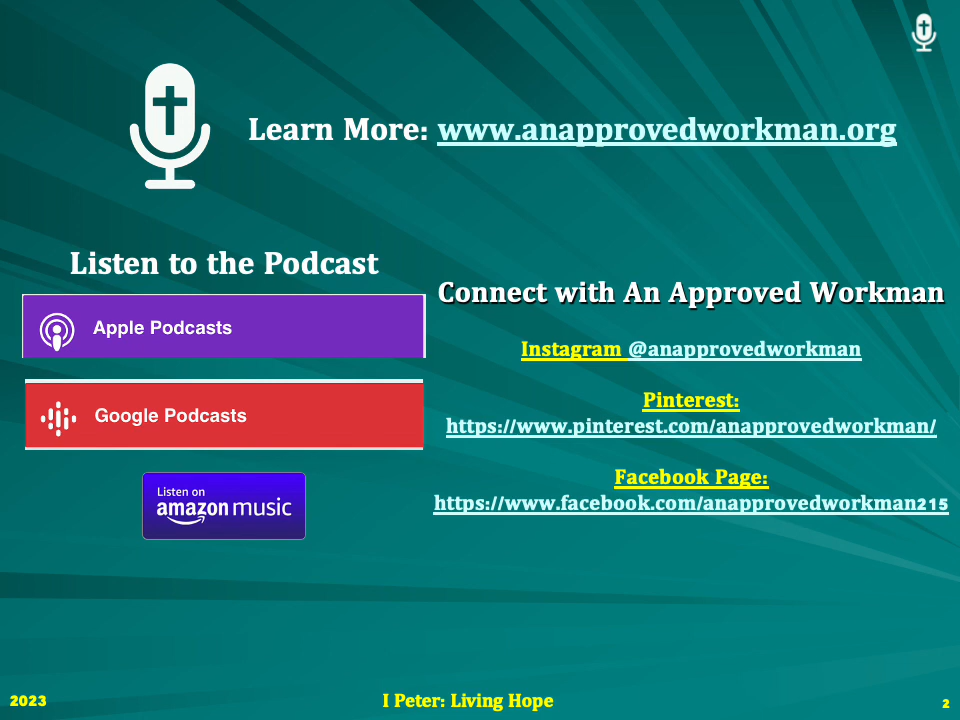 Learn More: www.anapprovedworkman.org
Listen to the Podcast
Apple Podcasts
Google Podcasts
Listen on
amazon music
Connect with An Approved Workman
Instagram @anapprovedworkman
Pinterest:
https://www.pinterest.com/anapprovedworkman/
Facebook Page:
https://www.facebook.com/anapprovedworkman215
2023
I Peter: Living Hope
2